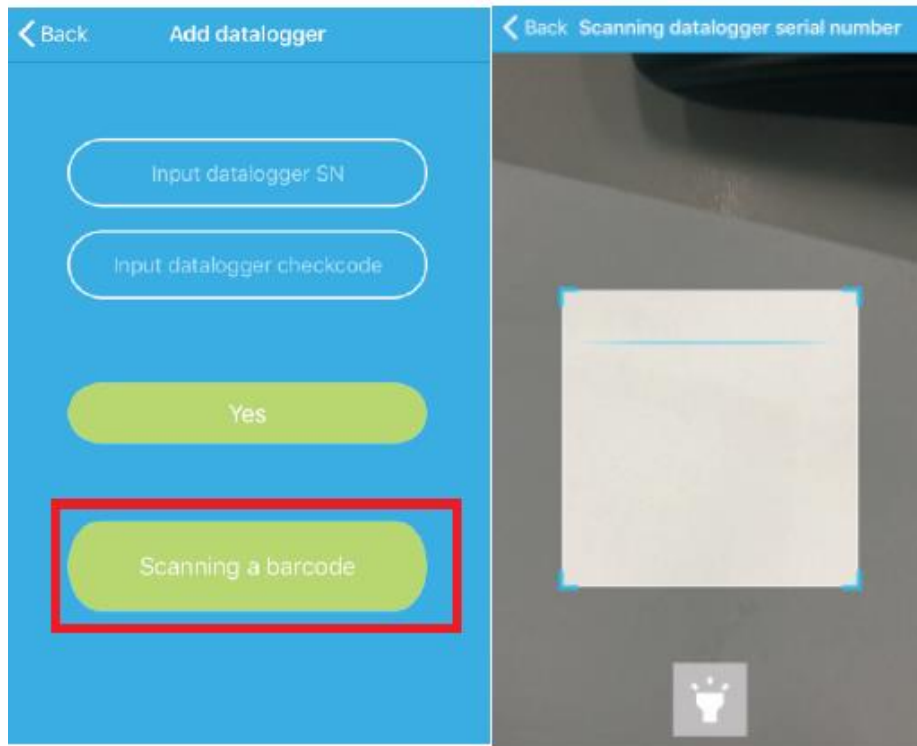 Back Add datalogger
Input datalogger SN
Input datalogger checkcode
Yes
Scanning a barcode
Back Scanning datalogger serial number